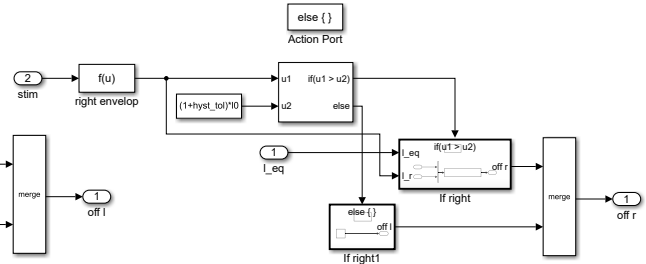 else { }
Action Port
2
stim
f(u)
right envelop
(1+hyst_tol)*I0
u1
if(u1 > u2)
u2
else
1
I_eq
if(u1 > u2)
I_eq
off r
I_r
If right
merge
1
off l
else { }
off l
If right1
merge
1
off r